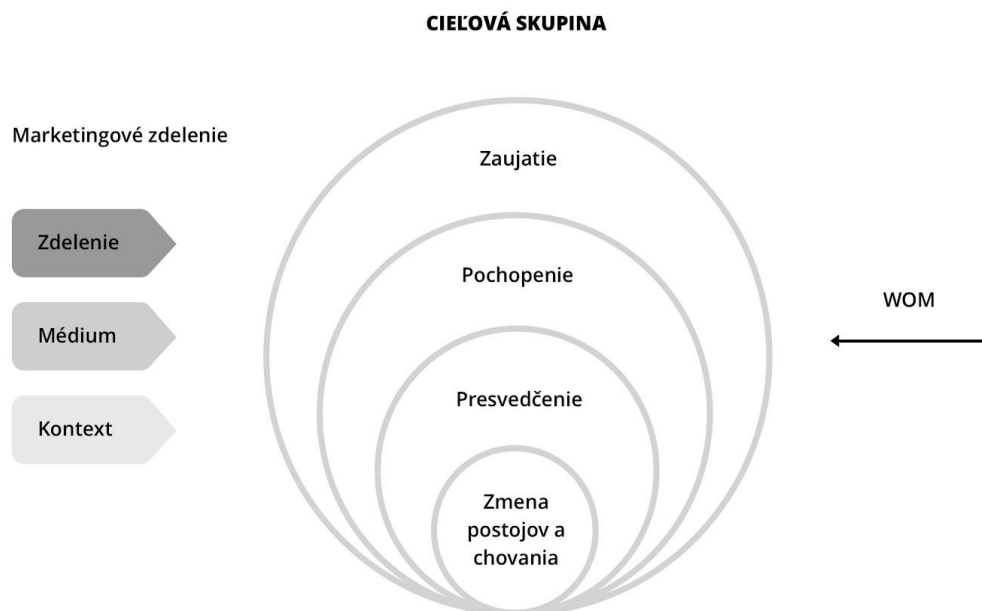 CIEĽOVÁ SKUPINA
Marketingové zdelenie
Zdelenie
Médium
Kontext
Zaujatie
Pochopenie
Presvedčenie
Zmena
postojov a
chovania
WOM